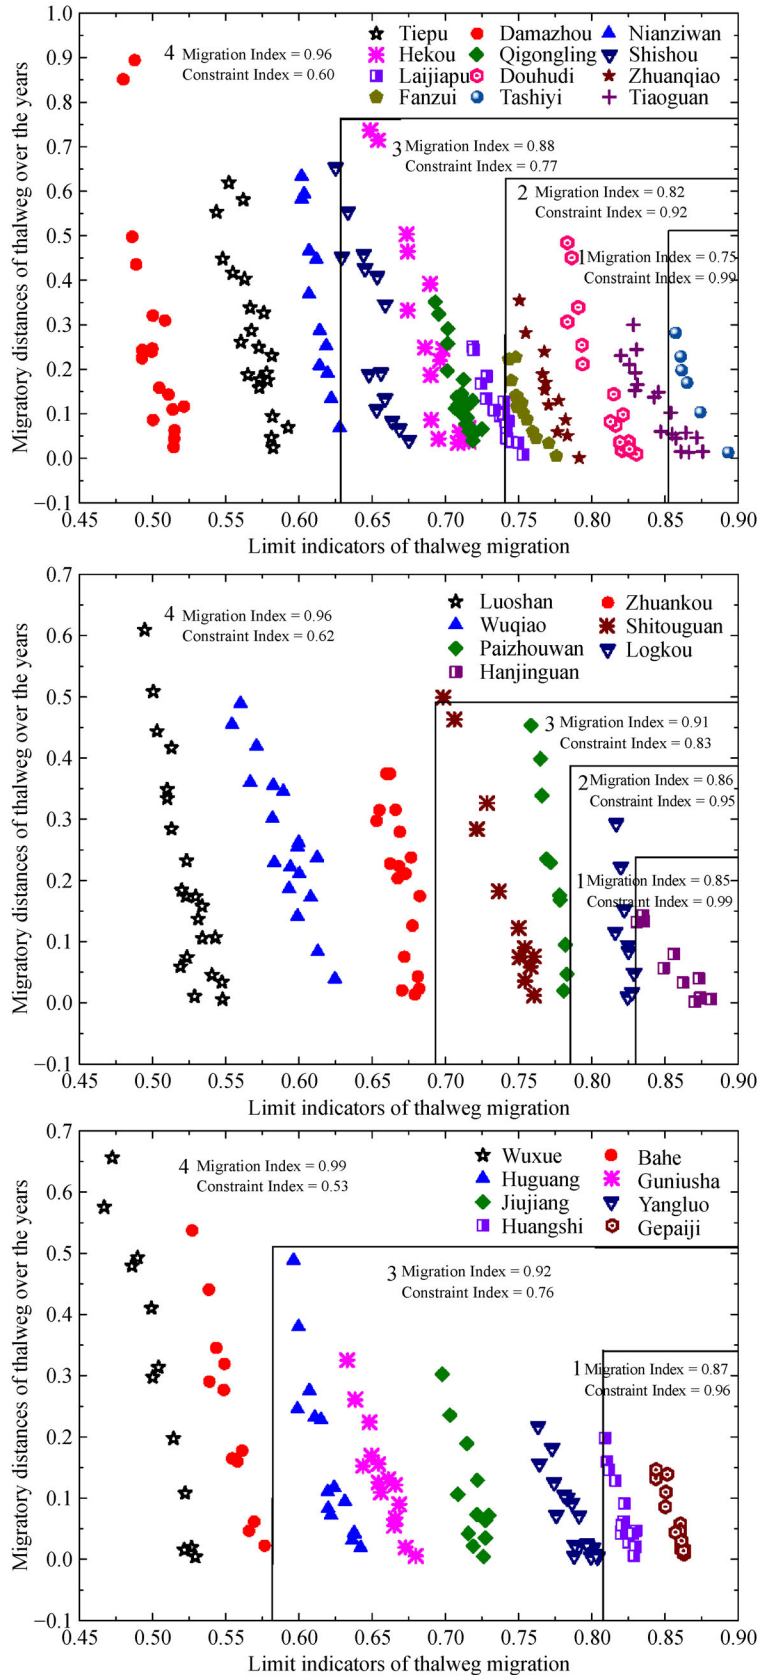 Migratory distances of thalweg over the years
1.0
0.9
0.8
0.7
0.6
0.5
0.4
0.3
0.2
0.1
0.0
−0.1
Tiepu Damazhou Nianziwan
Hekou Qigongling Shishou
Laijiapu Douhudi Zhuanqiao
Fanzui Tashiyi Tiaoguan
4 Migration Index = 0.96
Constraint Index = 0.60
3 Migration Index = 0.88
Constraint Index = 0.77
2 Migration Index = 0.82
Constraint Index = 0.92
1 Migration Index = 0.75
Constraint Index = 0.99
0.45 0.50 0.55 0.60 0.65 0.70 0.75 0.80 0.85 0.90
Limit indicators of thalweg migration
Migratory distances of thalweg over the years
0.7
0.6
0.5
0.4
0.3
0.2
0.1
0.0
−0.1
Luoshan Zhuankou
Wuqiao Shitouguan
Paizhouwan Logkou
Hanjinguan
4 Migration Index = 0.96
Constraint Index = 0.62
3 Migration Index = 0.91
Constraint Index = 0.83
2 Migration Index = 0.86
Constraint Index = 0.95
1 Migration Index = 0.85
Constraint Index = 0.99
0.45 0.50 0.55 0.60 0.65 0.70 0.75 0.80 0.85 0.90
Limit indicators of thalweg migration
Migratory distances of thalweg over the years
0.7
0.6
0.5
0.4
0.3
0.2
0.1
0.0
−0.1
Wuxue Bahe
Huguang Guniusha
Jiujiang Yangluo
Huangshi Gepaiji
4 Migration Index = 0.99
Constraint Index = 0.53
3 Migration Index = 0.92
Constraint Index = 0.76
1 Migration Index = 0.87
Constraint Index = 0.96
0.45 0.50 0.55 0.60 0.65 0.70 0.75 0.80 0.85 0.90
Limit indicators of thalweg migration